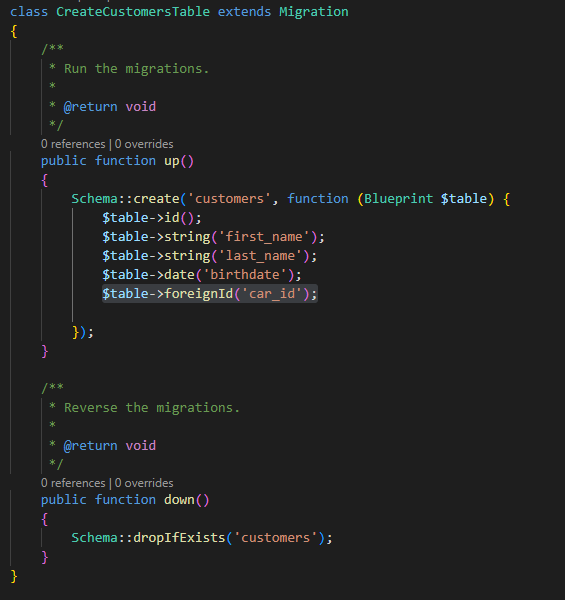 class CreateCustomersTable extends Migration
{
/**
* Run the migrations.
*
* @return void
*/
0 references | 0 overrides
public function up()
{
Schema::create('customers', function (Blueprint $table) {
$table->id();
$table->string('first_name');
$table->string('last_name');
$table->date('birthdate');
$table->foreignId('car_id');
});
}
/**
* Reverse the migrations.
*
* @return void
*/
0 references | 0 overrides
public function down()
{
Schema::dropIfExists('customers');
}
}